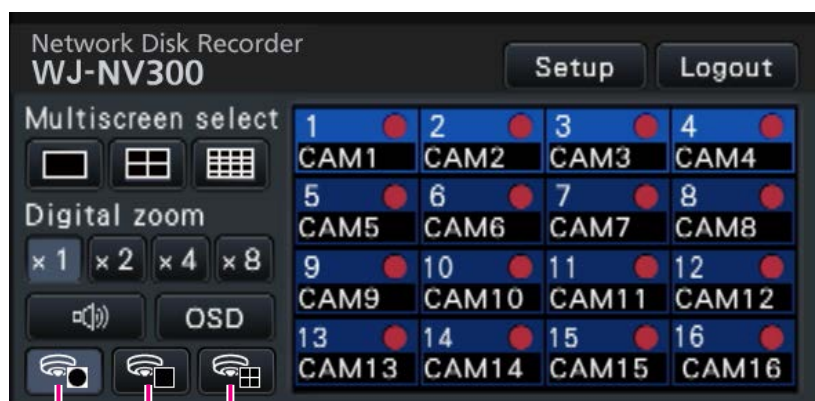 Network Disk Recorder
WJ-NV300
Setup
Logout
Multiscreen select
Digital zoom
× 1
× 2
× 4
× 8
OSD
1
CAM1
2
CAM2
3
CAM3
4
CAM4
5
CAM5
6
CAM6
7
CAM7
8
CAM8
9
CAM9
10
CAM10
11
CAM11
12
CAM12
13
CAM13
14
CAM14
15
CAM15
16
CAM16